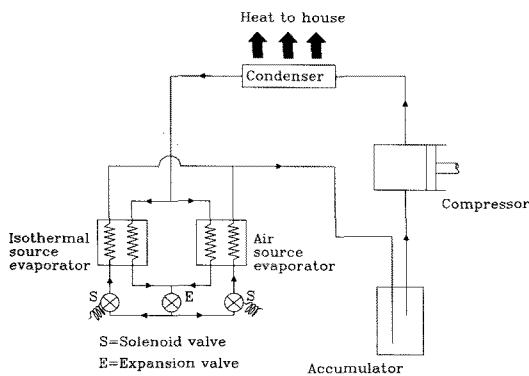 Heat to house
Condenser
Compressor
Isothermal
source
evaporator
Air
source
evaporator
S
E
S
S=Solenoid valve
E=Expansion valve
Accumulator